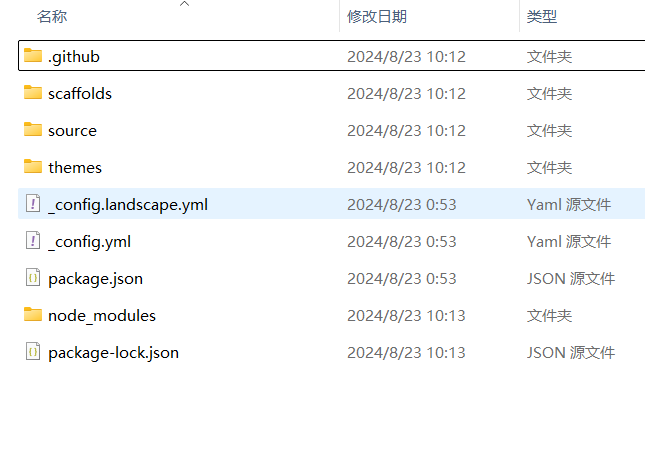 名称 修改日期 类型
.github 2024/8/23 10:12 文件夹
scaffolds 2024/8/23 10:12 文件夹
source 2024/8/23 10:12 文件夹
themes 2024/8/23 10:12 文件夹
_config.landscape.yml 2024/8/23 0:53 Yaml 源文件
_config.yml 2024/8/23 0:53 Yaml 源文件
package.json 2024/8/23 0:53 JSON 源文件
node_modules 2024/8/23 10:13 文件夹
package-lock.json 2024/8/23 10:13 JSON 源文件